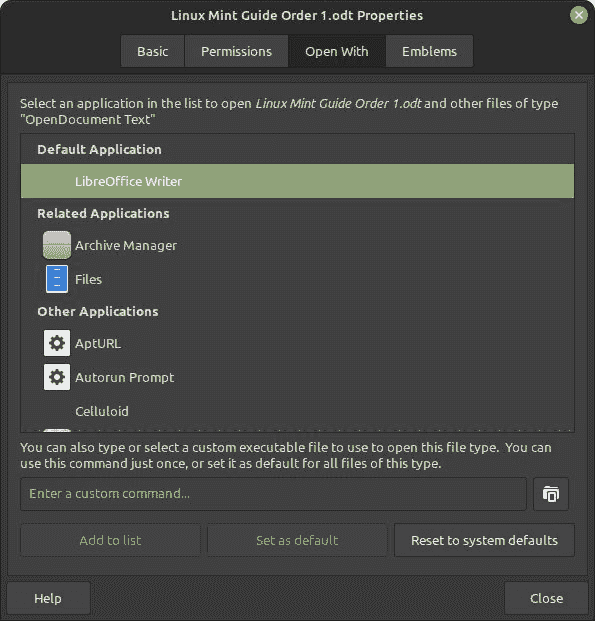 Linux Mint Guide Order 1.odt Properties
Basic Permissions Open With Emblems
Select an application in the list to open Linux Mint Guide Order 1.odt and other files of type
"OpenDocument Text"
Default Application
LibreOffice Writer
Related Applications
Archive Manager
Files
Other Applications
AptURL
Autorun Prompt
Celluloid
You can also type or select a custom executable file to use to open this file type. You can
use this command just once, or set it as default for all files of this type.
Enter a custom command...
Add to list Set as default Reset to system defaults
Help Close